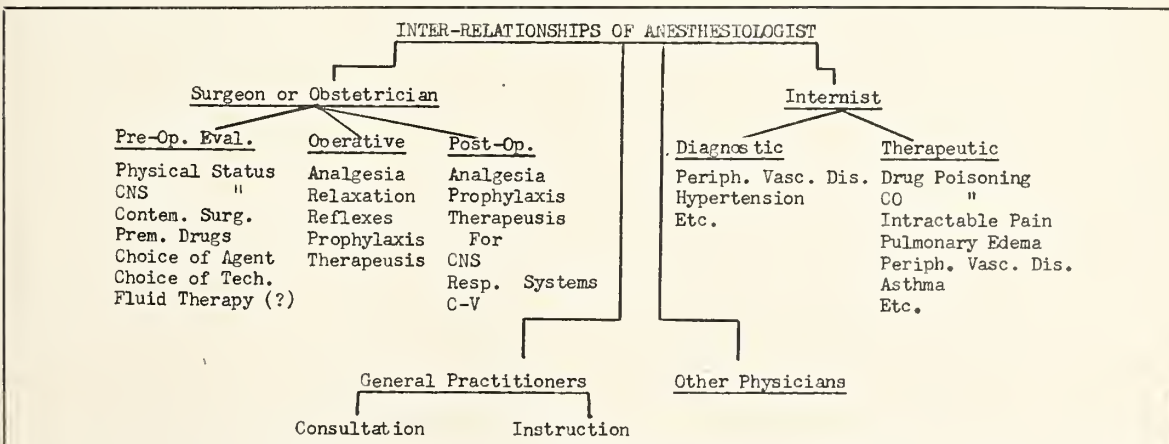 INTER-RELATIONSHIPS OF ANESTHESIOLOGIST
Surgeon or Obstetrician
Pre-Op. Eval.
Physical Status
CNS "
Contem. Surg.
Prem. Drugs
Choice of Agent
Choice of Tech.
Fluid Therapy (?)
Operative
Analgesia
Relaxation
Reflexes
Prophylaxis
Therapeusis
Post-Op.
Analgesia
Prophylaxis
Therapeusis
For
CNS
Resp. Systems
C-V
Internist
Diagnostic
Periph. Vasc. Dis.
Hypertension
Etc.
Therapeutic
Drug Poisoning
CO "
Intractable Pain
Pulmonary Edema
Periph. Vasc. Dis.
Asthma
Etc.
General Practitioners
Consultation
Instruction
Other Physicians